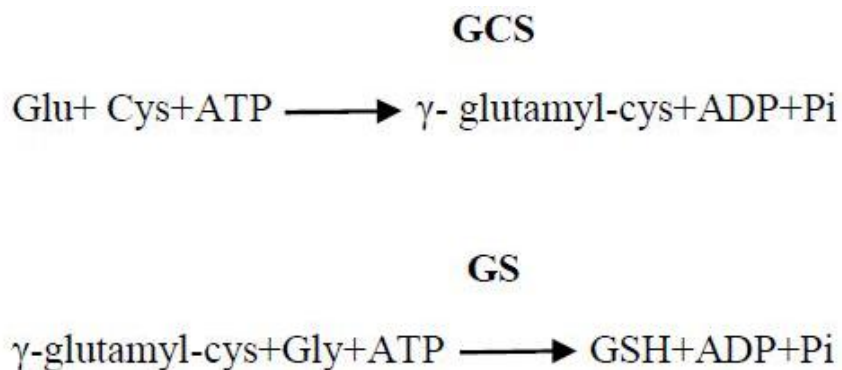 GCS
Glu+ Cys+ATP ⟶ γ- glutamyl-cys+ADP+Pi
GS
γ-glutamyl-cys+Gly+ATP ⟶ GSH+ADP+Pi